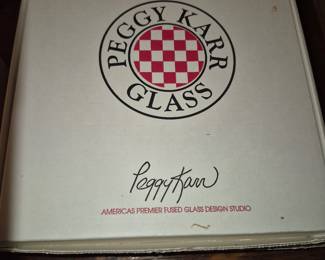 PEGGY KARR
GLASS
Peggy Karr
AMERICAS PREMIER FUSED GLASS DESIGN STUDIO